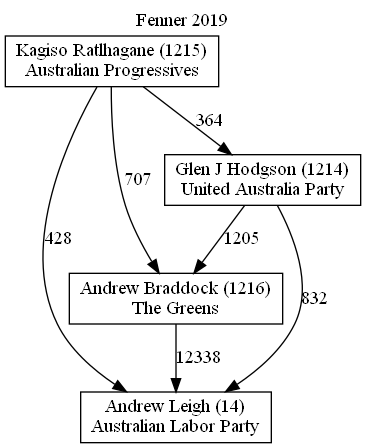 Fenner 2019
Kagiso Ratlhagane (1215)
Australian Progressives
364
Glen J Hodgson (1214)
United Australia Party
707
428
1205
832
Andrew Braddock (1216)
The Greens
12338
Andrew Leigh (14)
Australian Labor Party